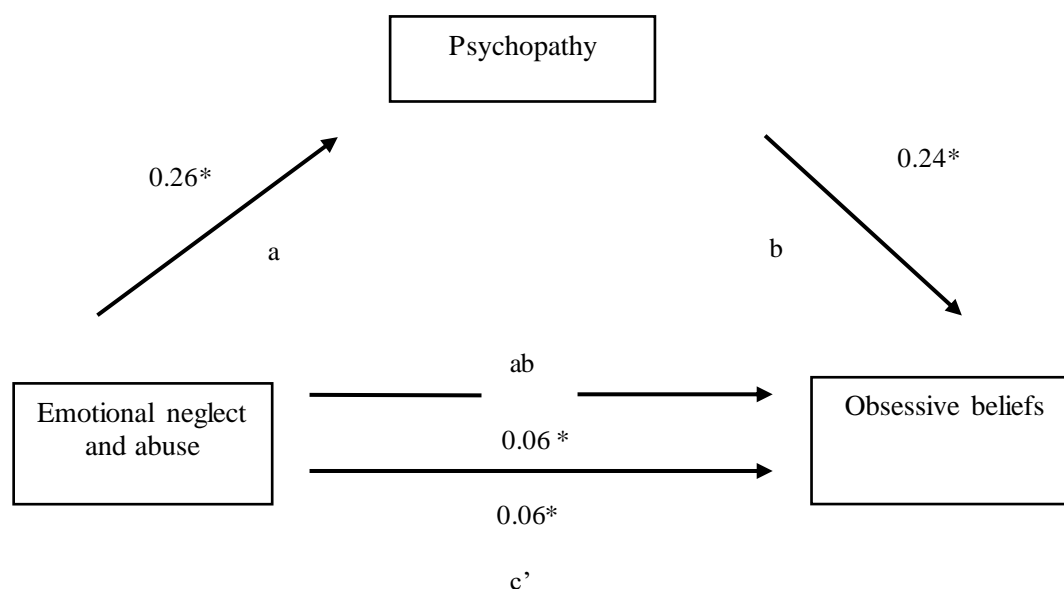 Psychopathy
0.26*
0.24*
a
b
ab
Emotional neglect
and abuse
Obsessive beliefs
0.06 *
0.06*
c’